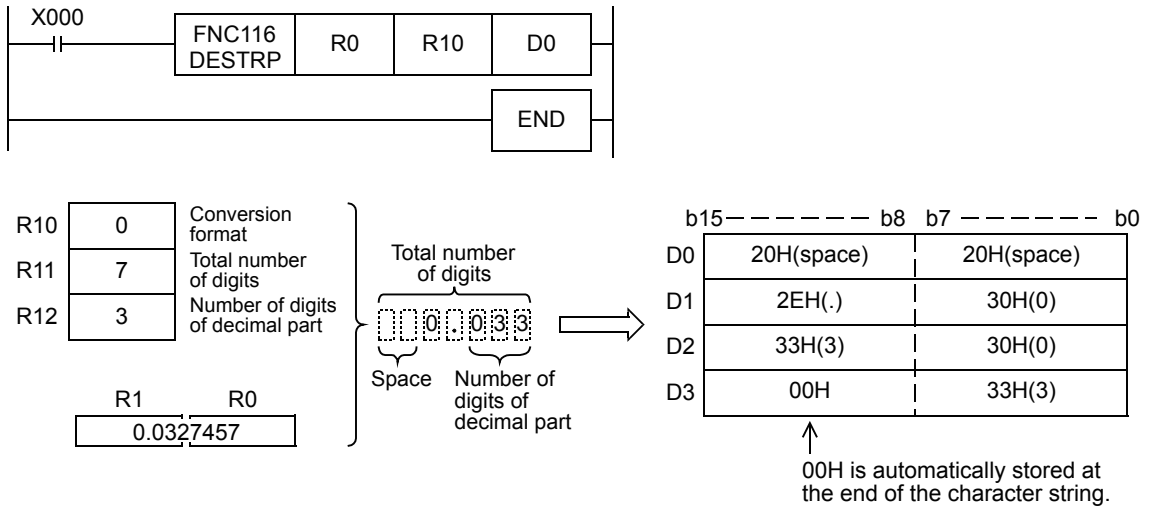 X000
FNC116
DESTRP
R0
R10
D0
END
R10
0
Conversion
format
R11
7
Total number
of digits
R12
3
Number of digits
of decimal part
R1 R0
0.0327457
Total number
of digits
0.033
Space
Number of
digits of
decimal part
b15 b8 b7 b0
D0 20H(space) 20H(space)
D1 2EH(.) 30H(0)
D2 33H(3) 30H(0)
D3 00H 33H(3)
00H is automatically stored at
the end of the character string.